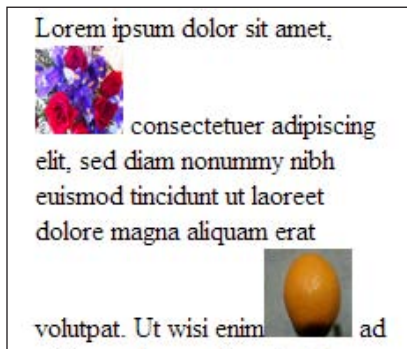 Lorem ipsum dolor sit amet,
consectetuer adipiscing
elit, sed diam nonummy nibh
euismod tincidunt ut laoreet
dolore magna aliquam erat
volutpat. Ut wisi enim ad